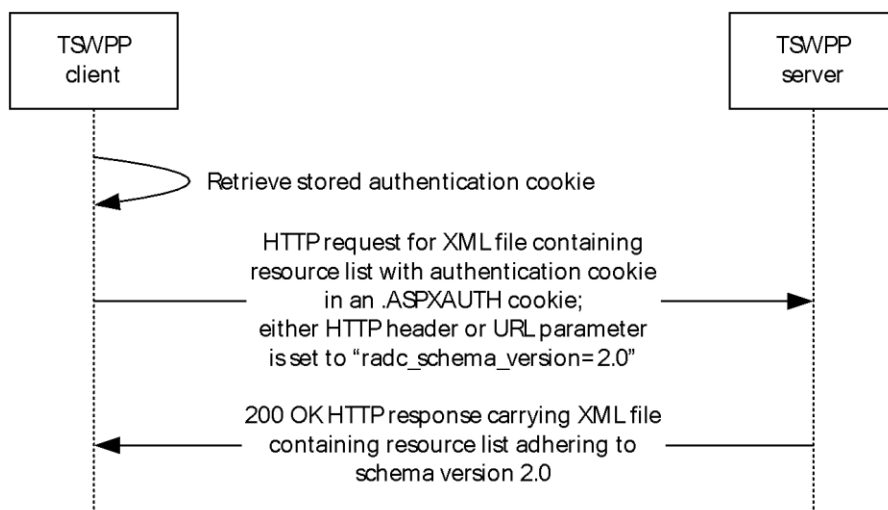 TSWPP
client
TSWPP
server
Retrieve stored authentication cookie
HTTP request for XML file containing
resource list with authentication cookie
in an .ASPXAUTH cookie;
either HTTP header or URL parameter
is set to “radc_schema_version=2.0”
200 OK HTTP response carrying XML file
containing resource list adhering to
schema version 2.0